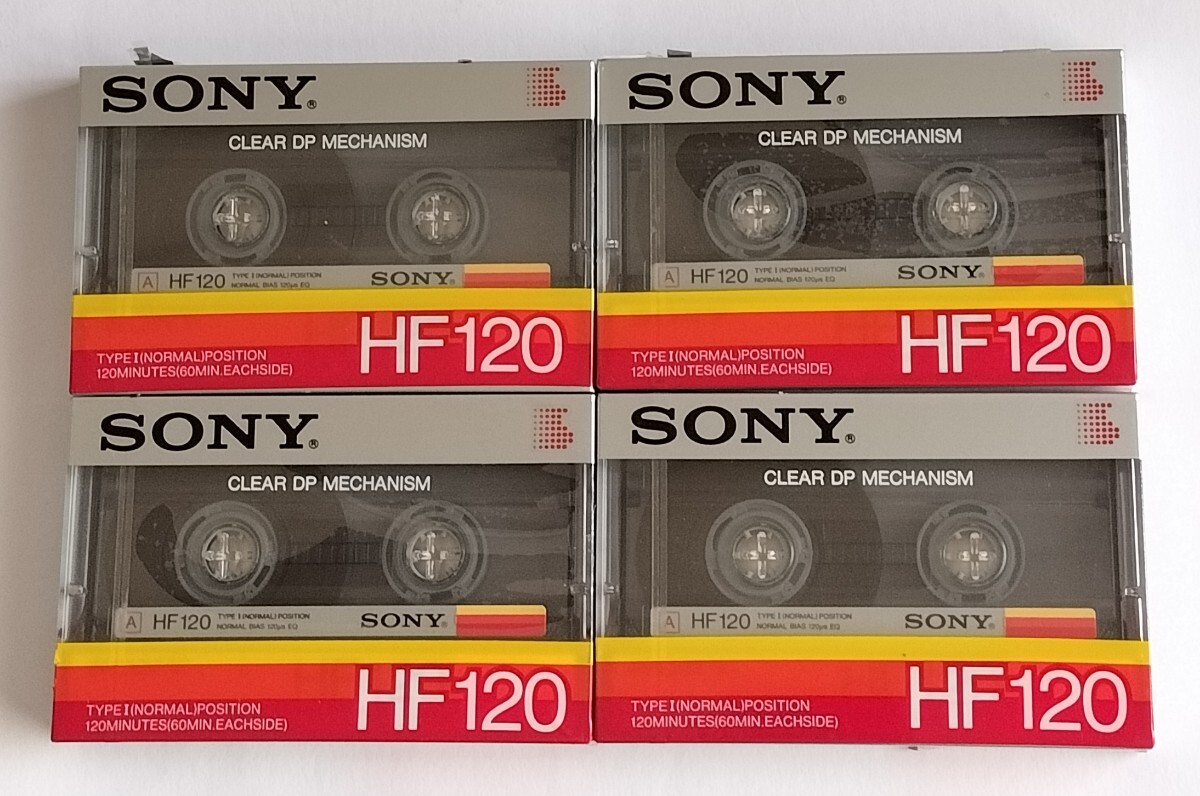 SONY®
CLEAR DP MECHANISM
A HF120 TYPE I (NORMAL) POSITION
NORMAL BIAS 120µs EQ
SONY®
HF120
TYPE I (NORMAL) POSITION
120MINUTES(60MIN.EACHSIDE)
SONY®
CLEAR DP MECHANISM
A HF120 TYPE I (NORMAL) POSITION
NORMAL BIAS 120µs EQ
SONY®
HF120
TYPE I (NORMAL) POSITION
120MINUTES(60MIN.EACHSIDE)
SONY®
CLEAR DP MECHANISM
A HF120 TYPE I (NORMAL) POSITION
NORMAL BIAS 120µs EQ
SONY®
HF120
TYPE I (NORMAL) POSITION
120MINUTES(60MIN.EACHSIDE)
SONY®
CLEAR DP MECHANISM
A HF120 TYPE I (NORMAL) POSITION
NORMAL BIAS 120µs EQ
SONY®
HF120
TYPE I (NORMAL) POSITION
120MINUTES(60MIN.EACHSIDE)